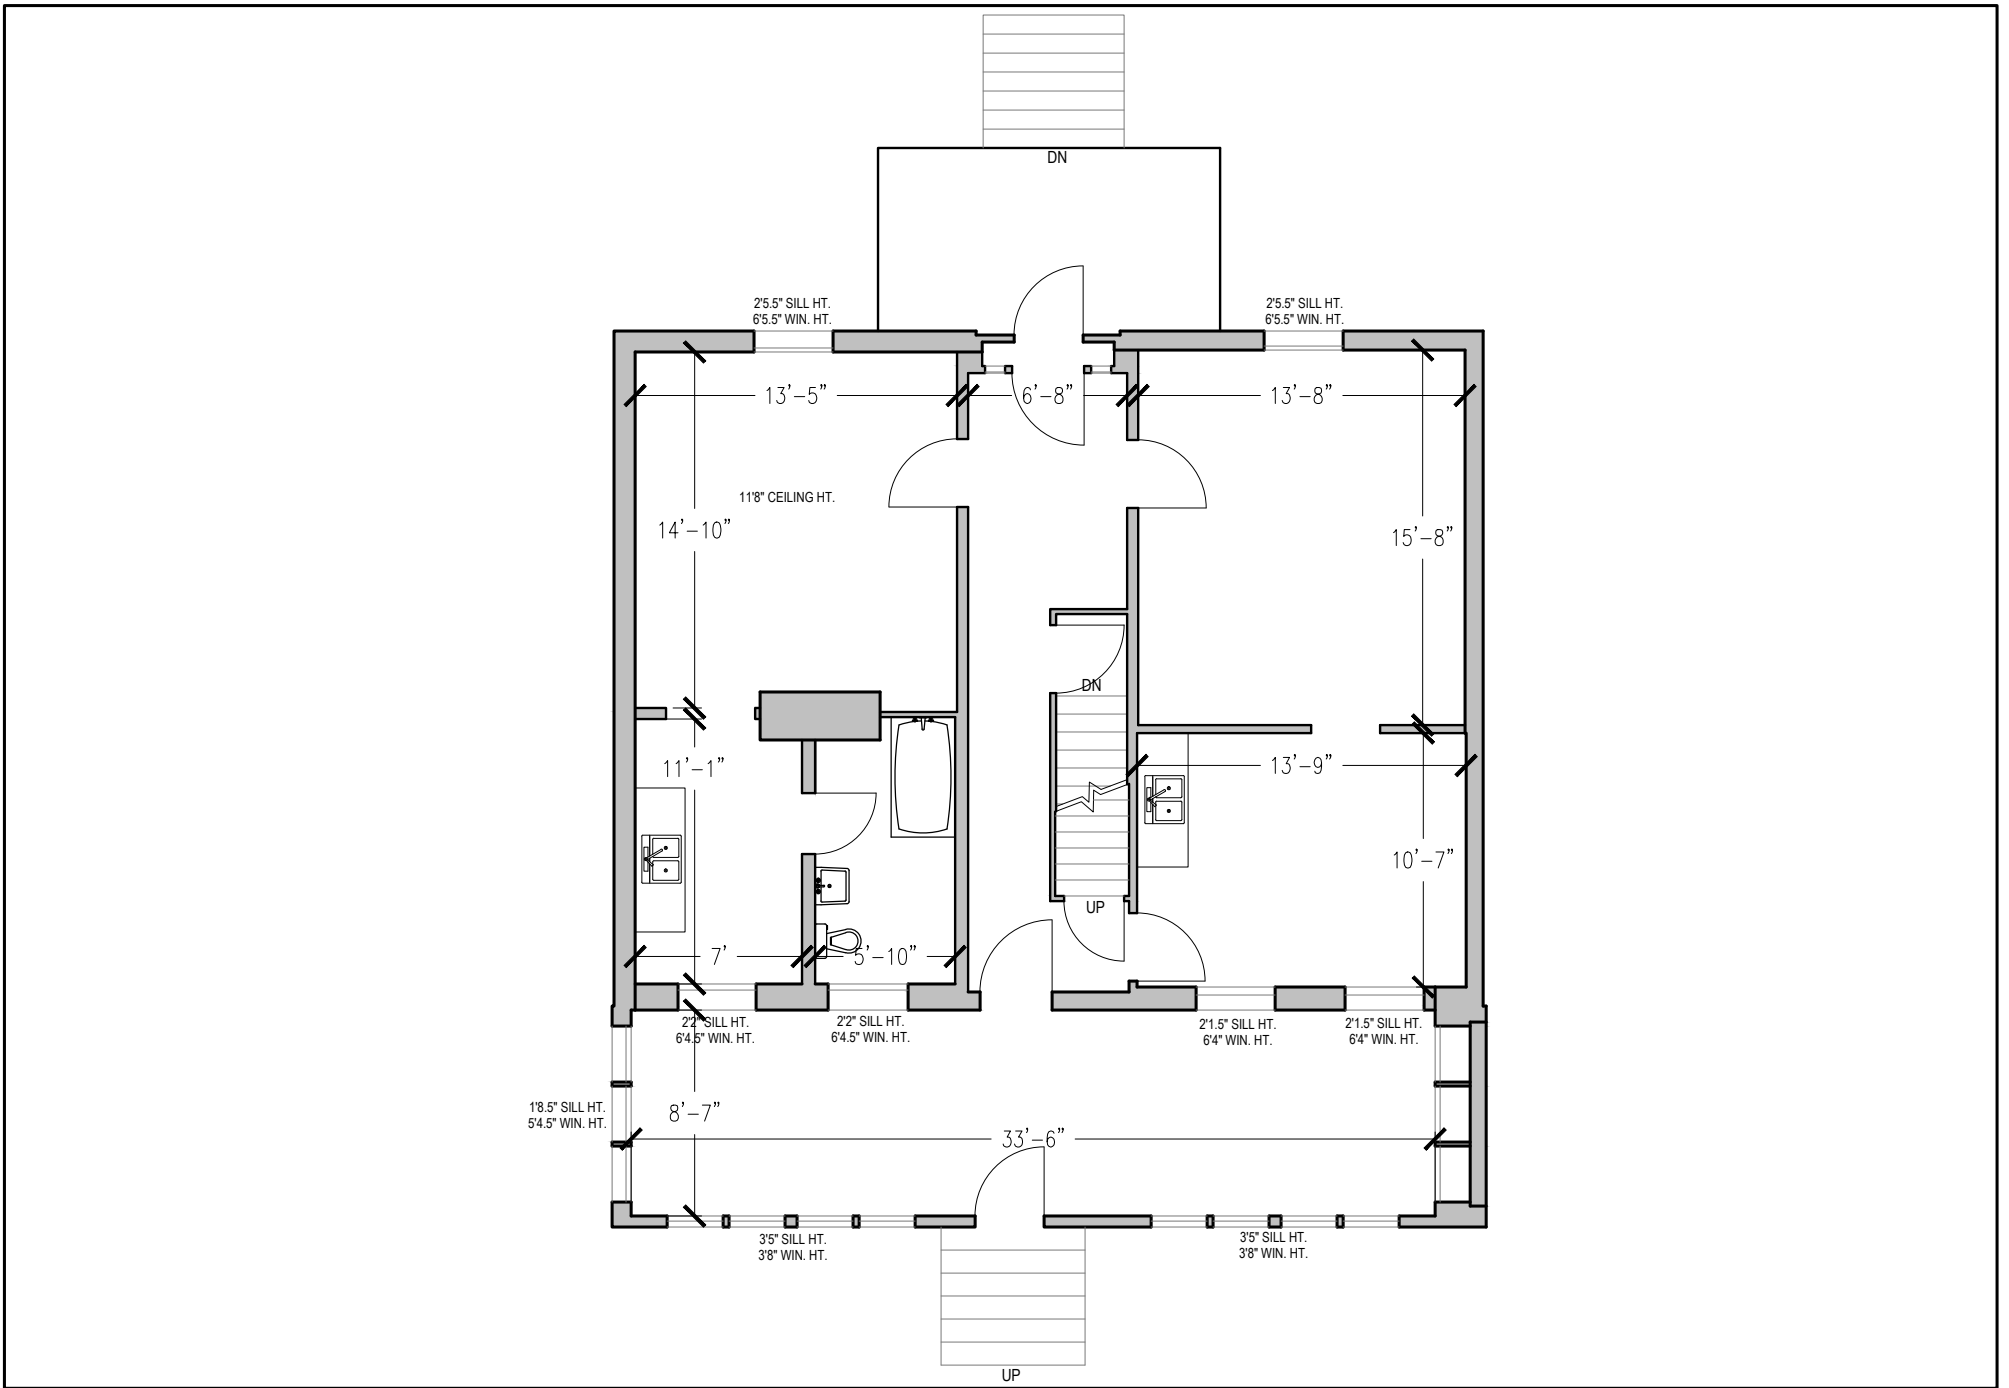 DN
2'5.5" SILL HT.
6'5.5" WIN. HT.
2'5.5" SILL HT.
6'5.5" WIN. HT.
13'-5"
6'-8"
13'-8"
11'8" CEILING HT.
14'-10"
15'-8"
DN
11'-1"
13'-9"
10'-7"
UP
7'
5'-10"
2'2" SILL HT.
6'4.5" WIN. HT.
2'2" SILL HT.
6'4.5" WIN. HT.
2'1.5" SILL HT.
6'4" WIN. HT.
2'1.5" SILL HT.
6'4" WIN. HT.
1'8.5" SILL HT.
5'4.5" WIN. HT.
8'-7"
33'-6"
3'5" SILL HT.
3'8" WIN. HT.
3'5" SILL HT.
3'8" WIN. HT.
UP